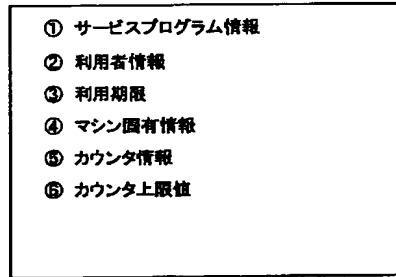 ① サービスプログラム情報
② 利用者情報
③ 利用期限
④ マシン固有情報
⑤ カウンタ情報
⑥ カウンタ上限値